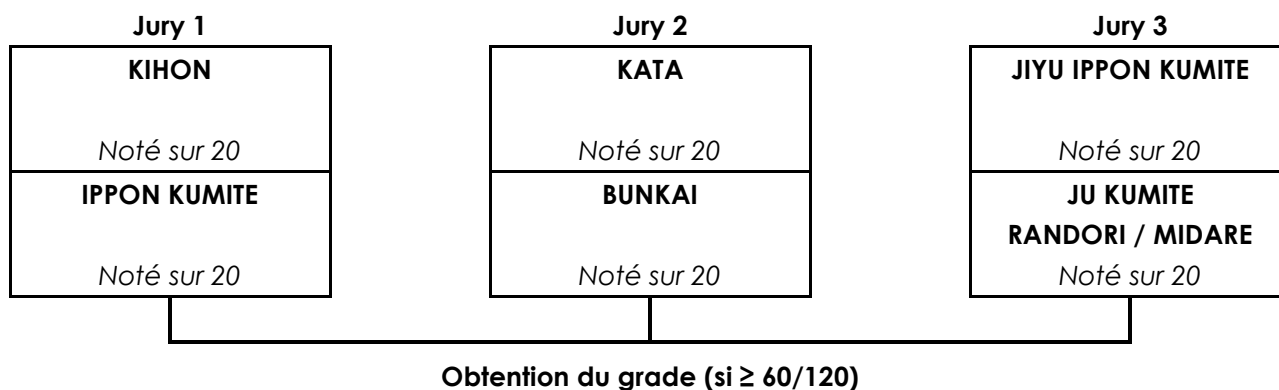 Jury 1
KIHON
Noté sur 20
IPPON KUMITE
Noté sur 20
Jury 2
KATA
Noté sur 20
BUNKAI
Noté sur 20
Jury 3
JIYU IPPON KUMITE
Noté sur 20
JU KUMITE
RANDORI / MIDARE
Noté sur 20
Obtention du grade (si ≥ 60/120)